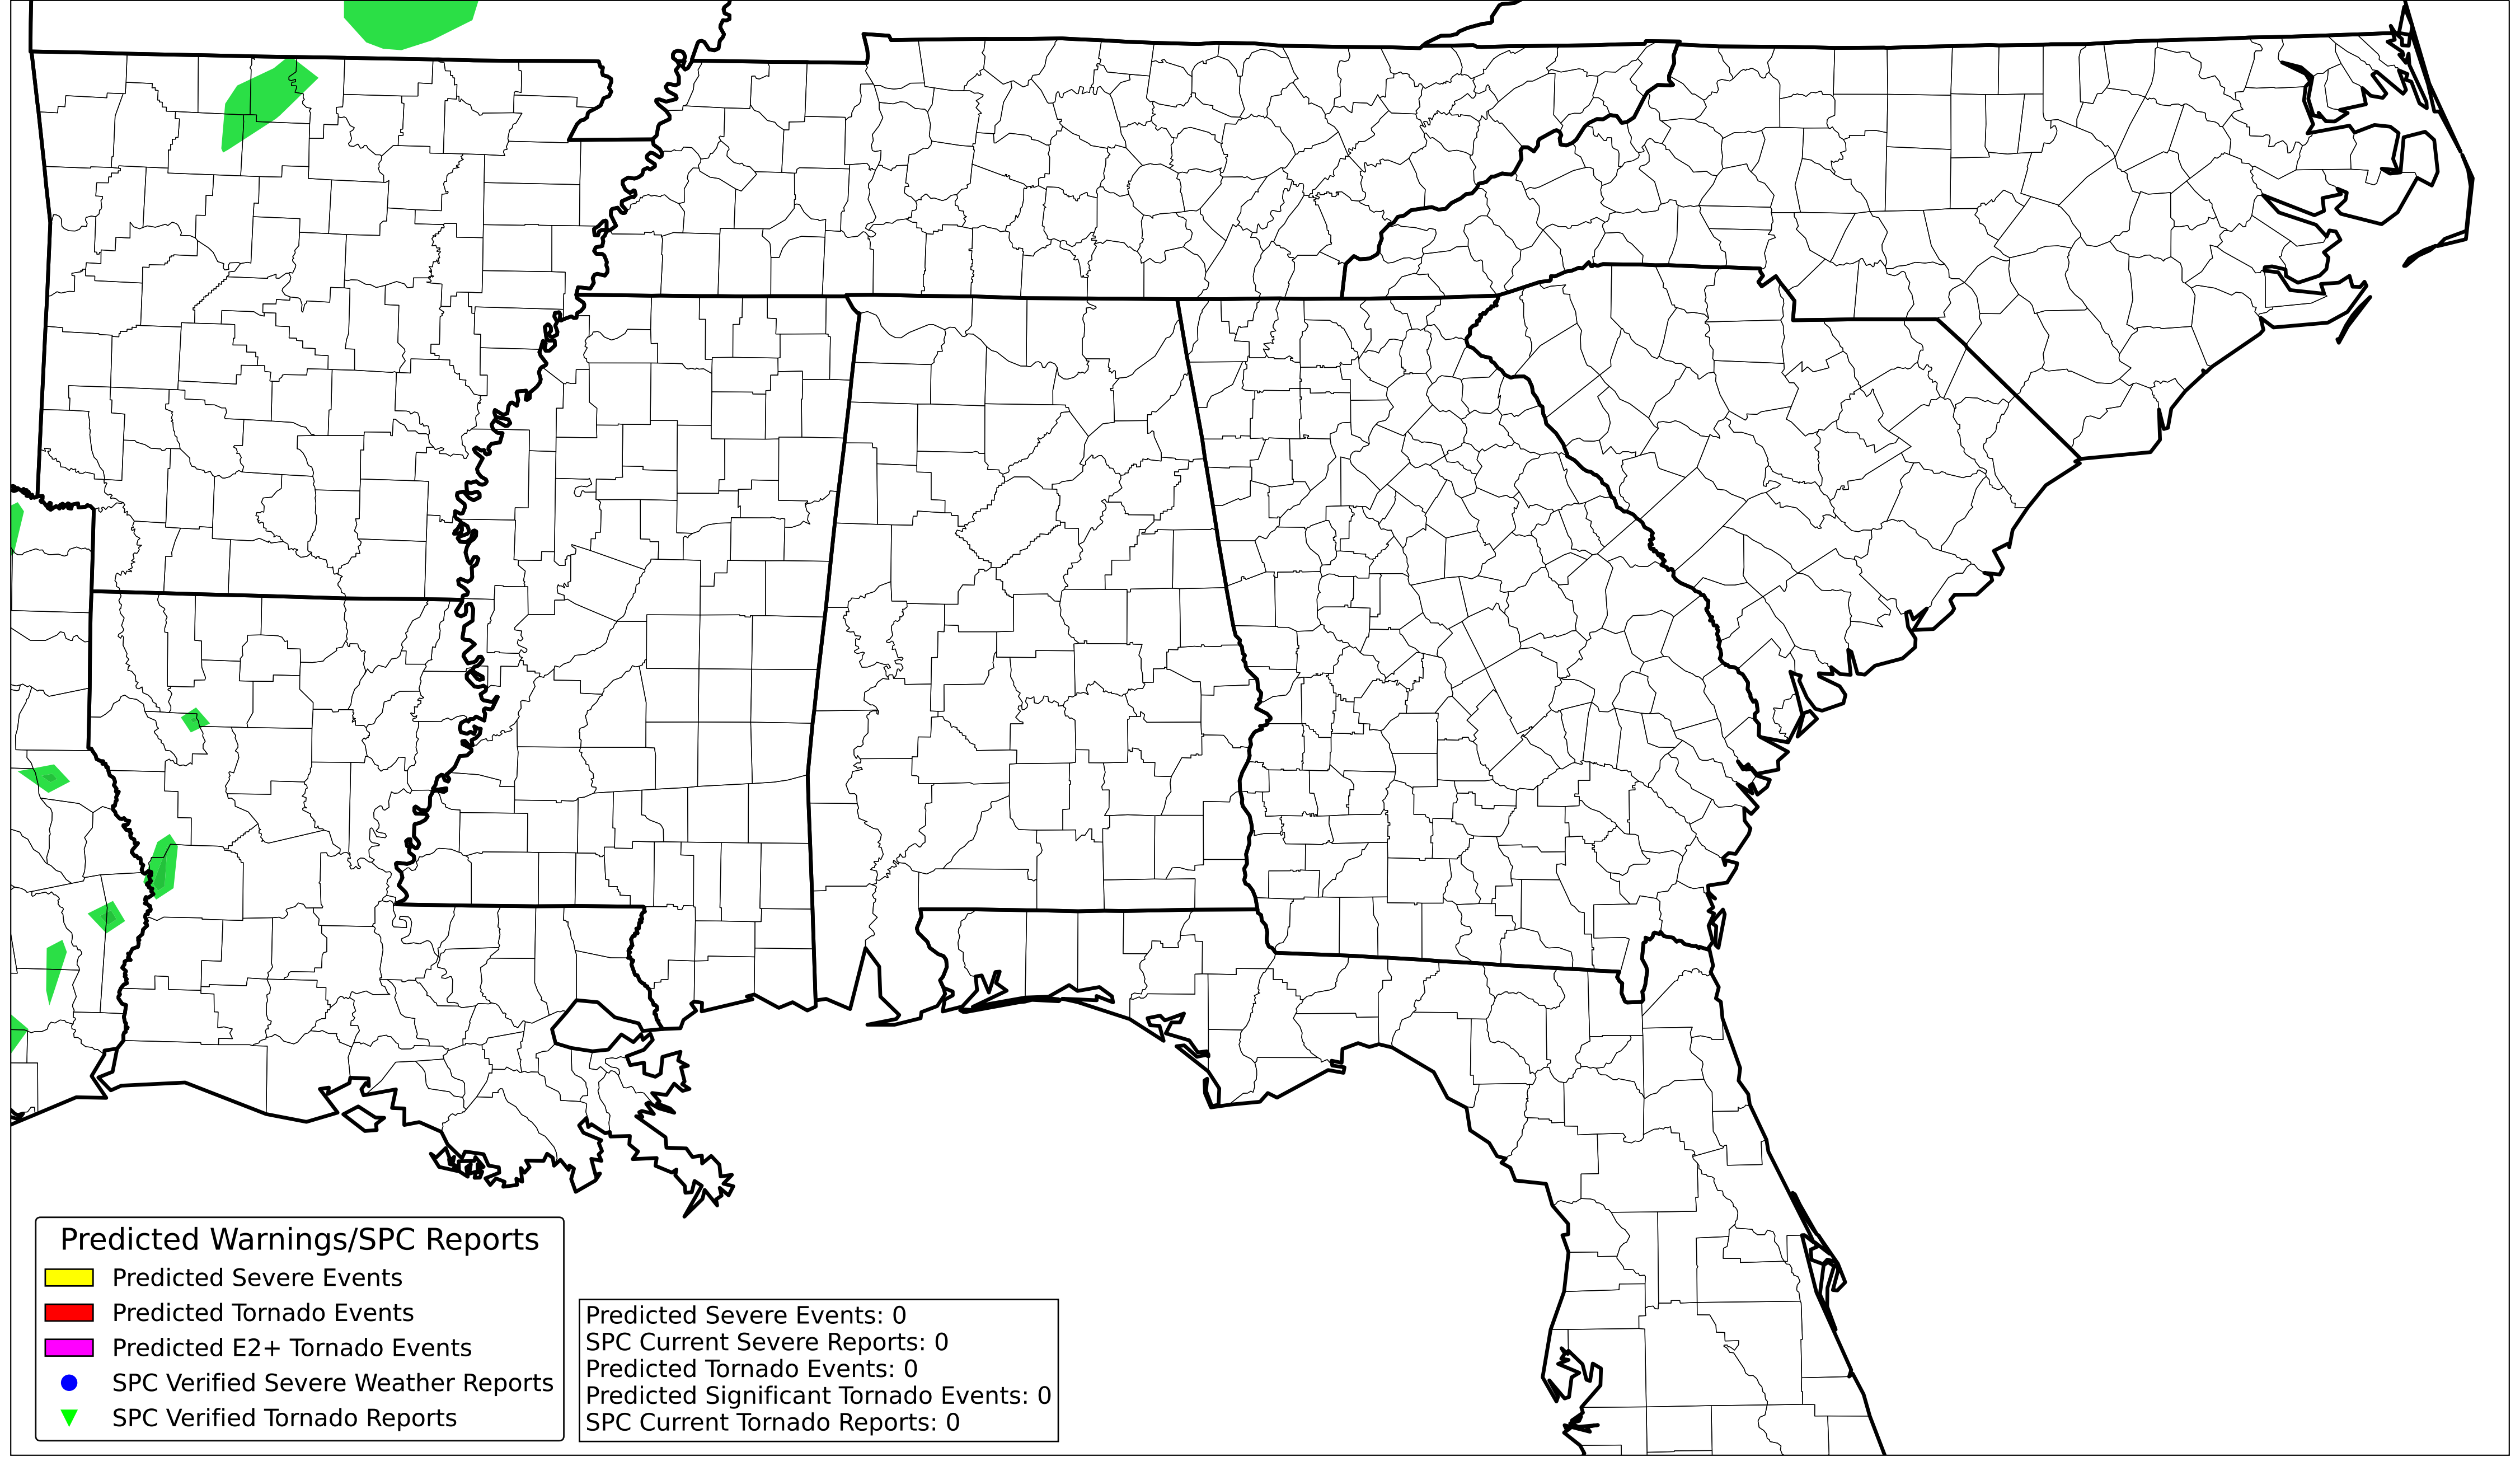 Predicted Warnings/SPC Reports
Predicted Severe Events
Predicted Tornado Events
Predicted E2+ Tornado Events
SPC Verified Severe Weather Reports
SPC Verified Tornado Reports
Predicted Severe Events: 0
SPC Current Severe Reports: 0
Predicted Tornado Events: 0
Predicted Significant Tornado Events: 0
SPC Current Tornado Reports: 0